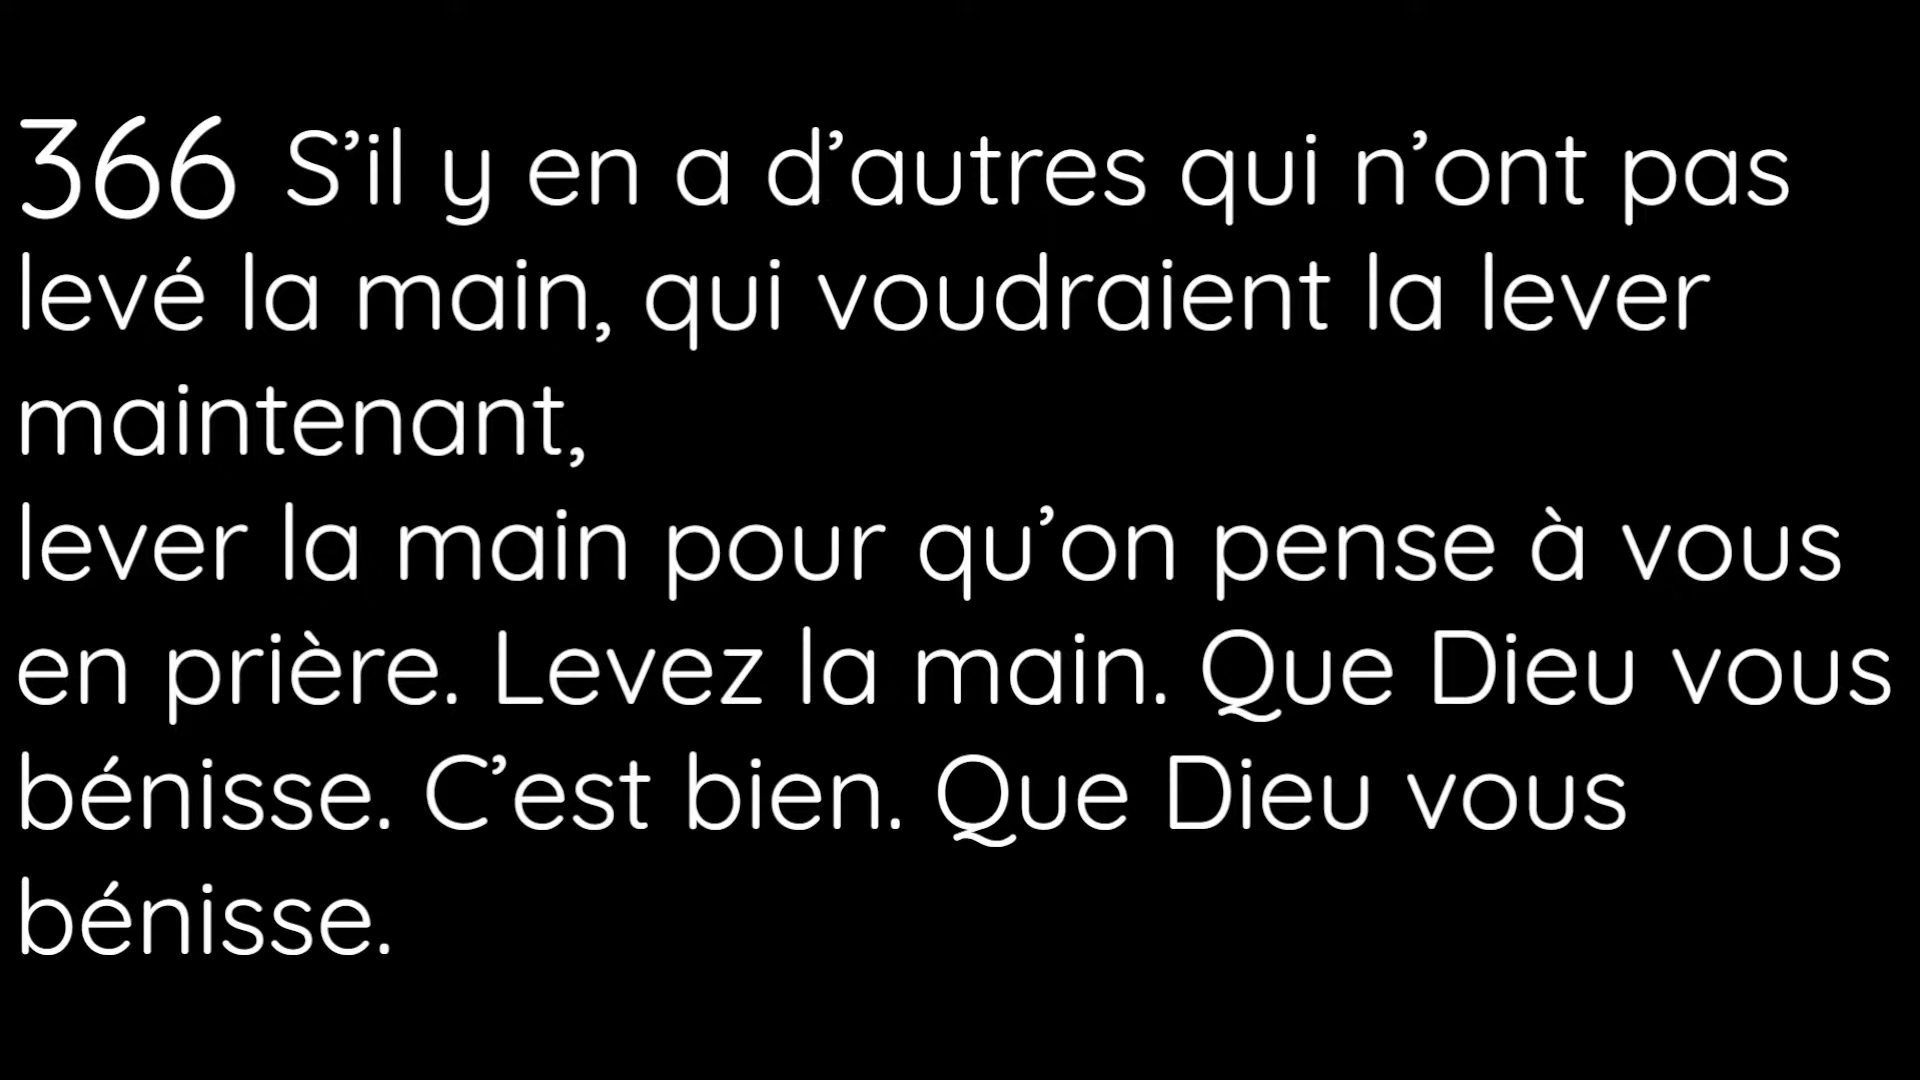 366 S’il y en a d’autres qui n’ont pas
levé la main, qui voudraient la lever
maintenant,
lever la main pour qu’on pense à vous
en prière. Levez la main. Que Dieu vous
bénisse. C’est bien. Que Dieu vous
bénisse.